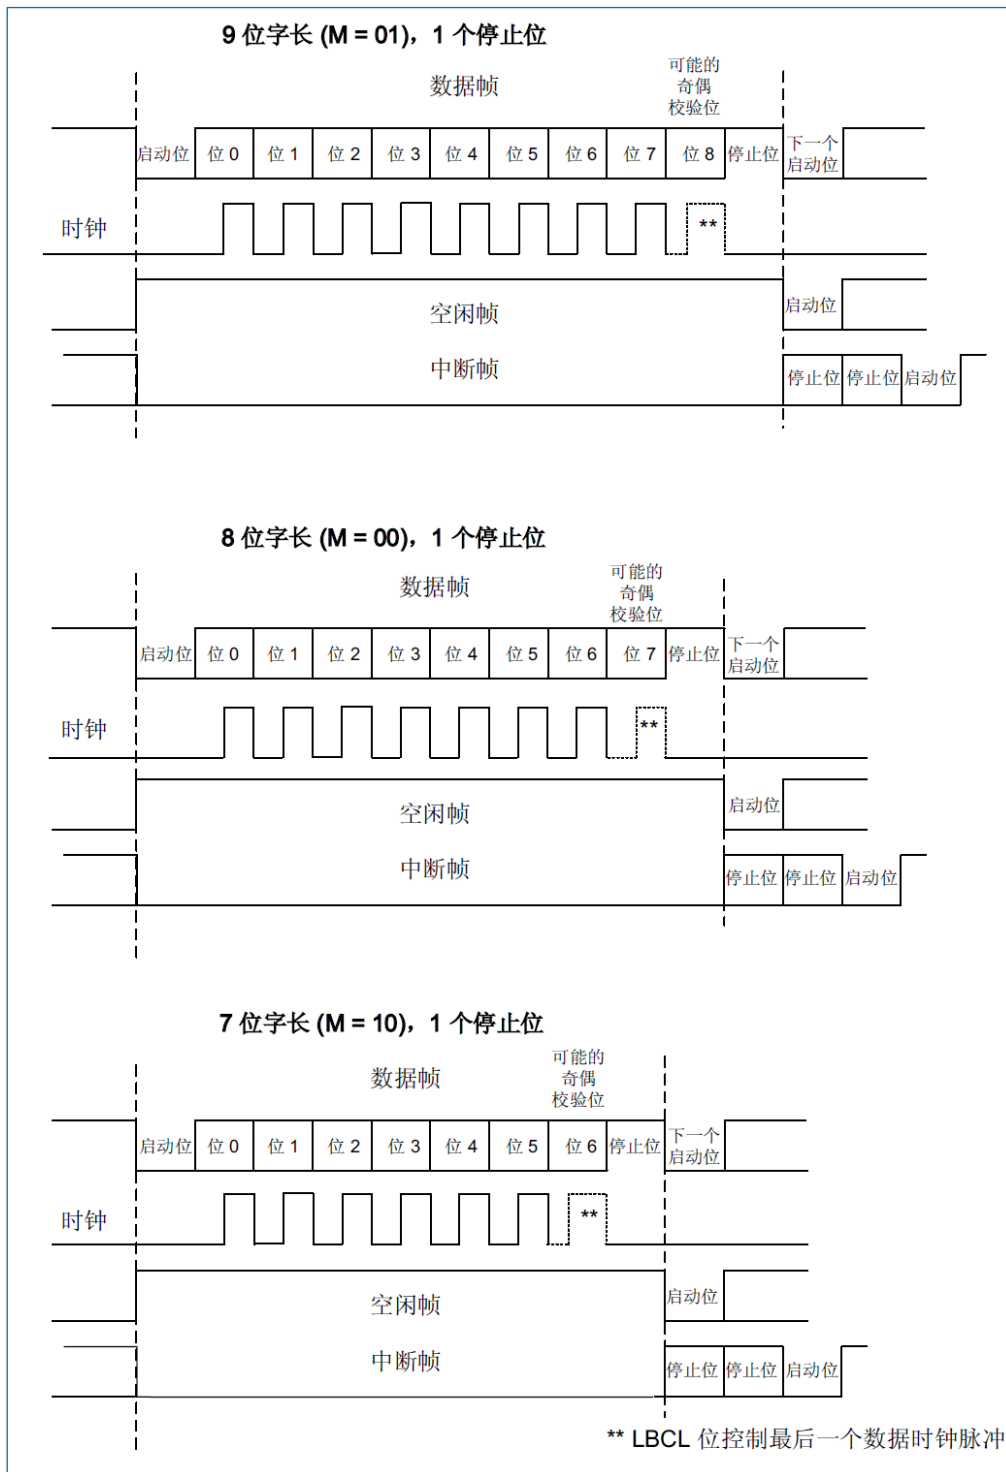 9 位字长 (M = 01)，1 个停止位
数据帧
可能的
奇偶
校验位
启动位 位 0 位 1 位 2 位 3 位 4 位 5 位 6 位 7 位 8 停止位 下一个
启动位
时钟
**
空闲帧
启动位
中断帧
停止位 停止位 启动位
8 位字长 (M = 00)，1 个停止位
数据帧
可能的
奇偶
校验位
启动位 位 0 位 1 位 2 位 3 位 4 位 5 位 6 位 7 停止位 下一个
启动位
时钟
**
空闲帧
启动位
中断帧
停止位 停止位 启动位
7 位字长 (M = 10)，1 个停止位
数据帧
可能的
奇偶
校验位
启动位 位 0 位 1 位 2 位 3 位 4 位 5 位 6 停止位 下一个
启动位
时钟
**
空闲帧
启动位
中断帧
停止位 停止位 启动位
** LBCL 位控制最后一个数据时钟脉冲